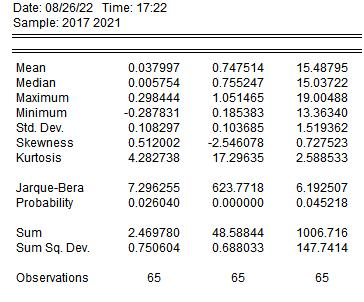 Date: 08/26/22 Time: 17:22
Sample: 2017 2021
Mean 0.037997 0.747514 15.48795
Median 0.005754 0.755247 15.03722
Maximum 0.298444 1.051465 19.00488
Minimum -0.287831 0.185383 13.36340
Std. Dev. 0.108297 0.103685 1.519362
Skewness 0.512002 -2.546078 0.727523
Kurtosis 4.282738 17.29635 2.588533
Jarque-Bera 7.296255 623.7718 6.192507
Probability 0.026040 0.000000 0.045218
Sum 2.469780 48.58844 1006.716
Sum Sq. Dev. 0.750604 0.688033 147.7414
Observations 65 65 65